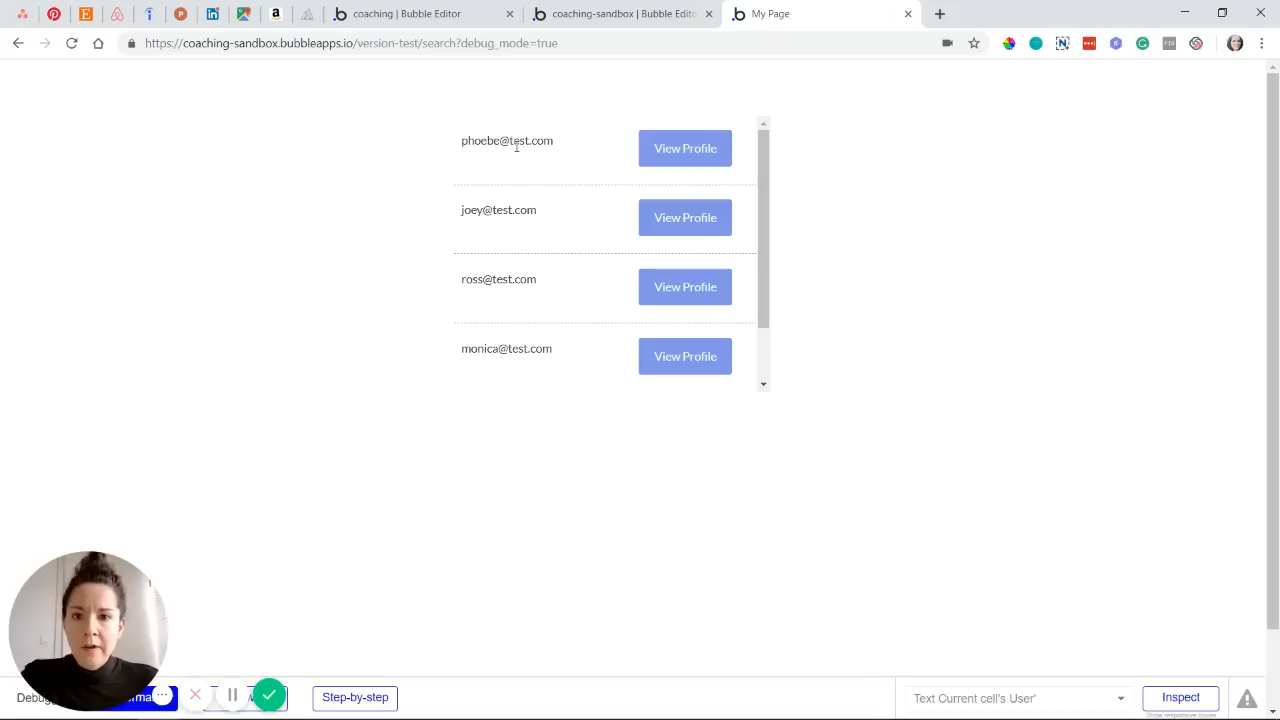 coaching | Bubble Editor
coaching-sandbox | Bubble Edito
My Page
https://coaching-sandbox.bubbleapps.io/version-test/search?debug_mode=true
phoebe@test.com
View Profile
joey@test.com
View Profile
ross@test.com
View Profile
monica@test.com
View Profile
Debug
Step-by-step
Text Current cell's User'
Inspect